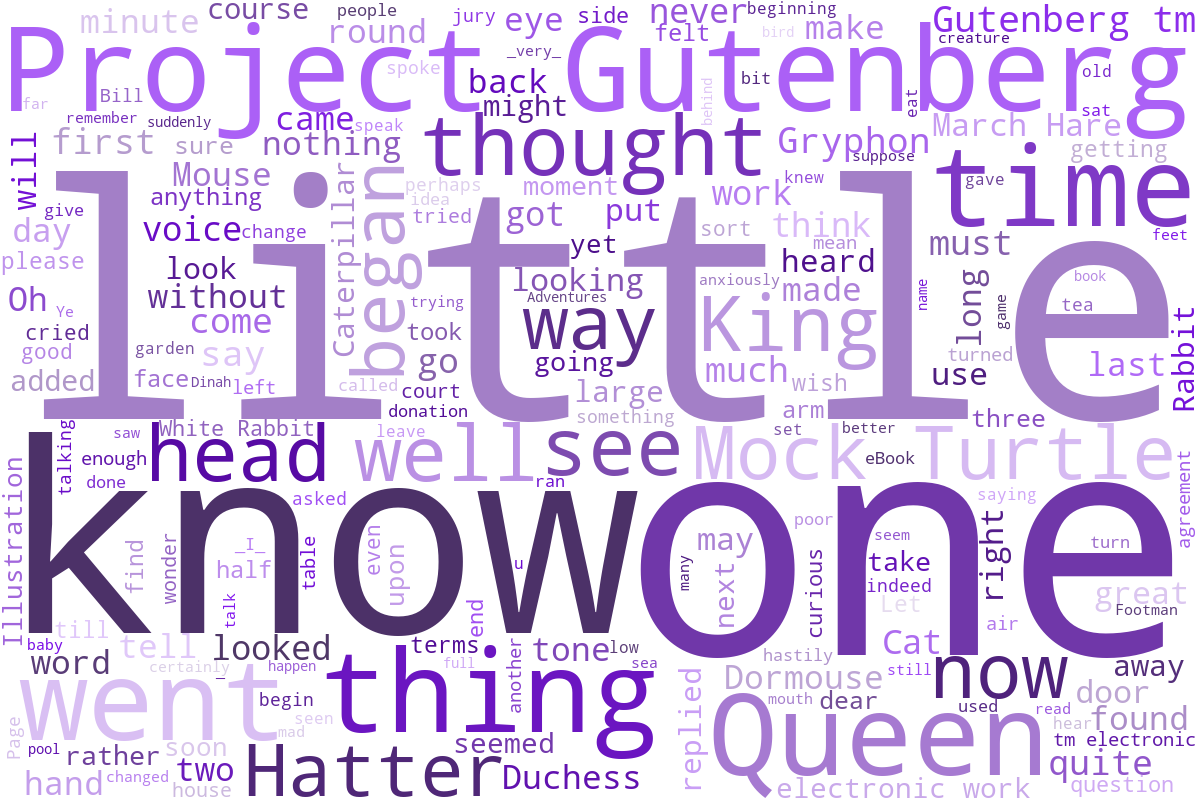 minute
course
people
round
jury
eye
side
felt
never
beginning
bird
make
Gutenberg tm
creature
Project Gutenberg
far
Bill
spoke
_very_
back
might
behind
bit
eat
old
sat
remember
suddenly
came
speak
thought
first
sure
nothing
Gryphon
suppose
March Hare
getting
time
will
Mouse
Caterpillar
began
perhaps
idea
moment
work
knew
gave
give
anything
tried
got
put
think
day
voice
change
sort
mean
must
feet
yet
please
look
looking
heard
anxiously
book
little
Oh
Ye
without
trying
Adventures
way
King
made
name
game
long
tea
Rabbit
cried
come
took
good
garden
say
go
going
much
turned
last
added
face
Dinah
left
called
court
large
wish
use
donation
something
arm
three
talking
saw
White Rabbit
leave
set
better
enough
head
well
see
Mock Turtle
eBook
done
ran
know
one
asked
saying
agreement
Illustration
find
wonder
_I_
half
table
even
upon
u
many
may
next
poor
curious
seem
take
indeed
right
turn
Let
great
Footman
talk
air
baby
till
tell
looked
terms
end
tone
low
Cat
word
certainly
_
happen
full
another
sea
hastily
still
now
away
went
thing
replied
Dormouse
mouth
dear
used
read
door
Page
begin
seen
mad
Queen
hear
found
pool
rather
soon
Hatter
seemed
tm electronic
hand
changed
two
house
Duchess
electronic work
quite
question